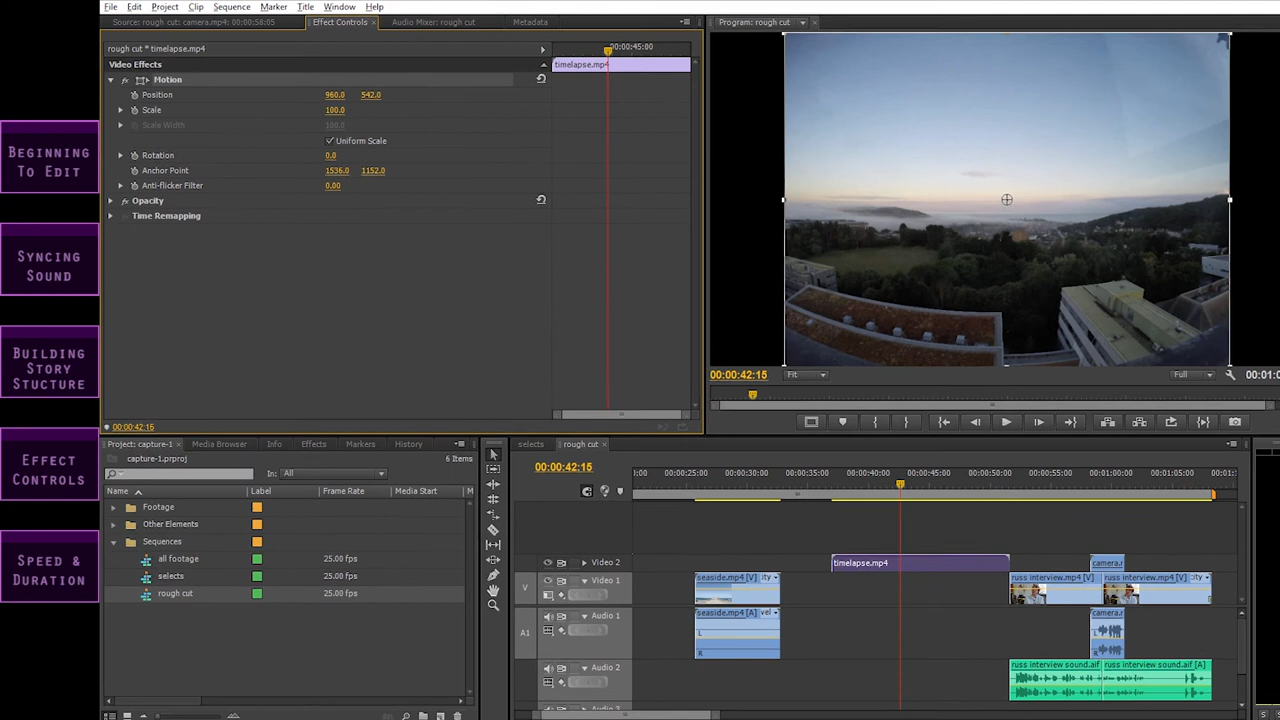 File Edit Project Clip Sequence Marker Title Window Help
Source: rough cut: camera.mp4: 00:00:58:05
Effect Controls
Audio Mixer: rough cut
Metadata
Program: rough cut
rough cut * timelapse.mp4
00:00:45:00
Video Effects
timelapse.mp4
Motion
Position 960.0 542.0
Scale 100.0
Scale Width 100.0
Uniform Scale
Rotation 0.0
Anchor Point 1536.0 1152.0
Anti-flicker Filter 0.00
Opacity
Time Remapping
00:00:42:16
BEGINNING
TO EDIT
SYNCING
SOUND
BUILDING
STORY
STUCTURE
EFFECT
CONTROLS
SPEED &
DURATION
00:00:42:15
Fit
Full
Project: capture-1
Media Browser
Info
Effects
Markers
History
capture-1.prproj
6 Items
In: All
Name Label Frame Rate Media Start
Footage
Other Elements
Sequences
all footage 25.00 fps
selects 25.00 fps
rough cut 25.00 fps
selects
rough cut
00:00:42:15
00:00:25:00 00:00:30:00 00:00:35:00 00:00:40:00 00:00:45:00 00:00:50:00 00:00:55:00 00:01:00:00 00:01:05:00
Video 2
timelapse.mp4
V
Video 1
seaside.mp4 [V]
russ interview.mp4 [V]
russ interview.mp4 [V]
A1
Audio 1
seaside.mp4 [A]
L
R
L
R
Audio 2
russ interview sound.aif
russ interview sound.aif [A]